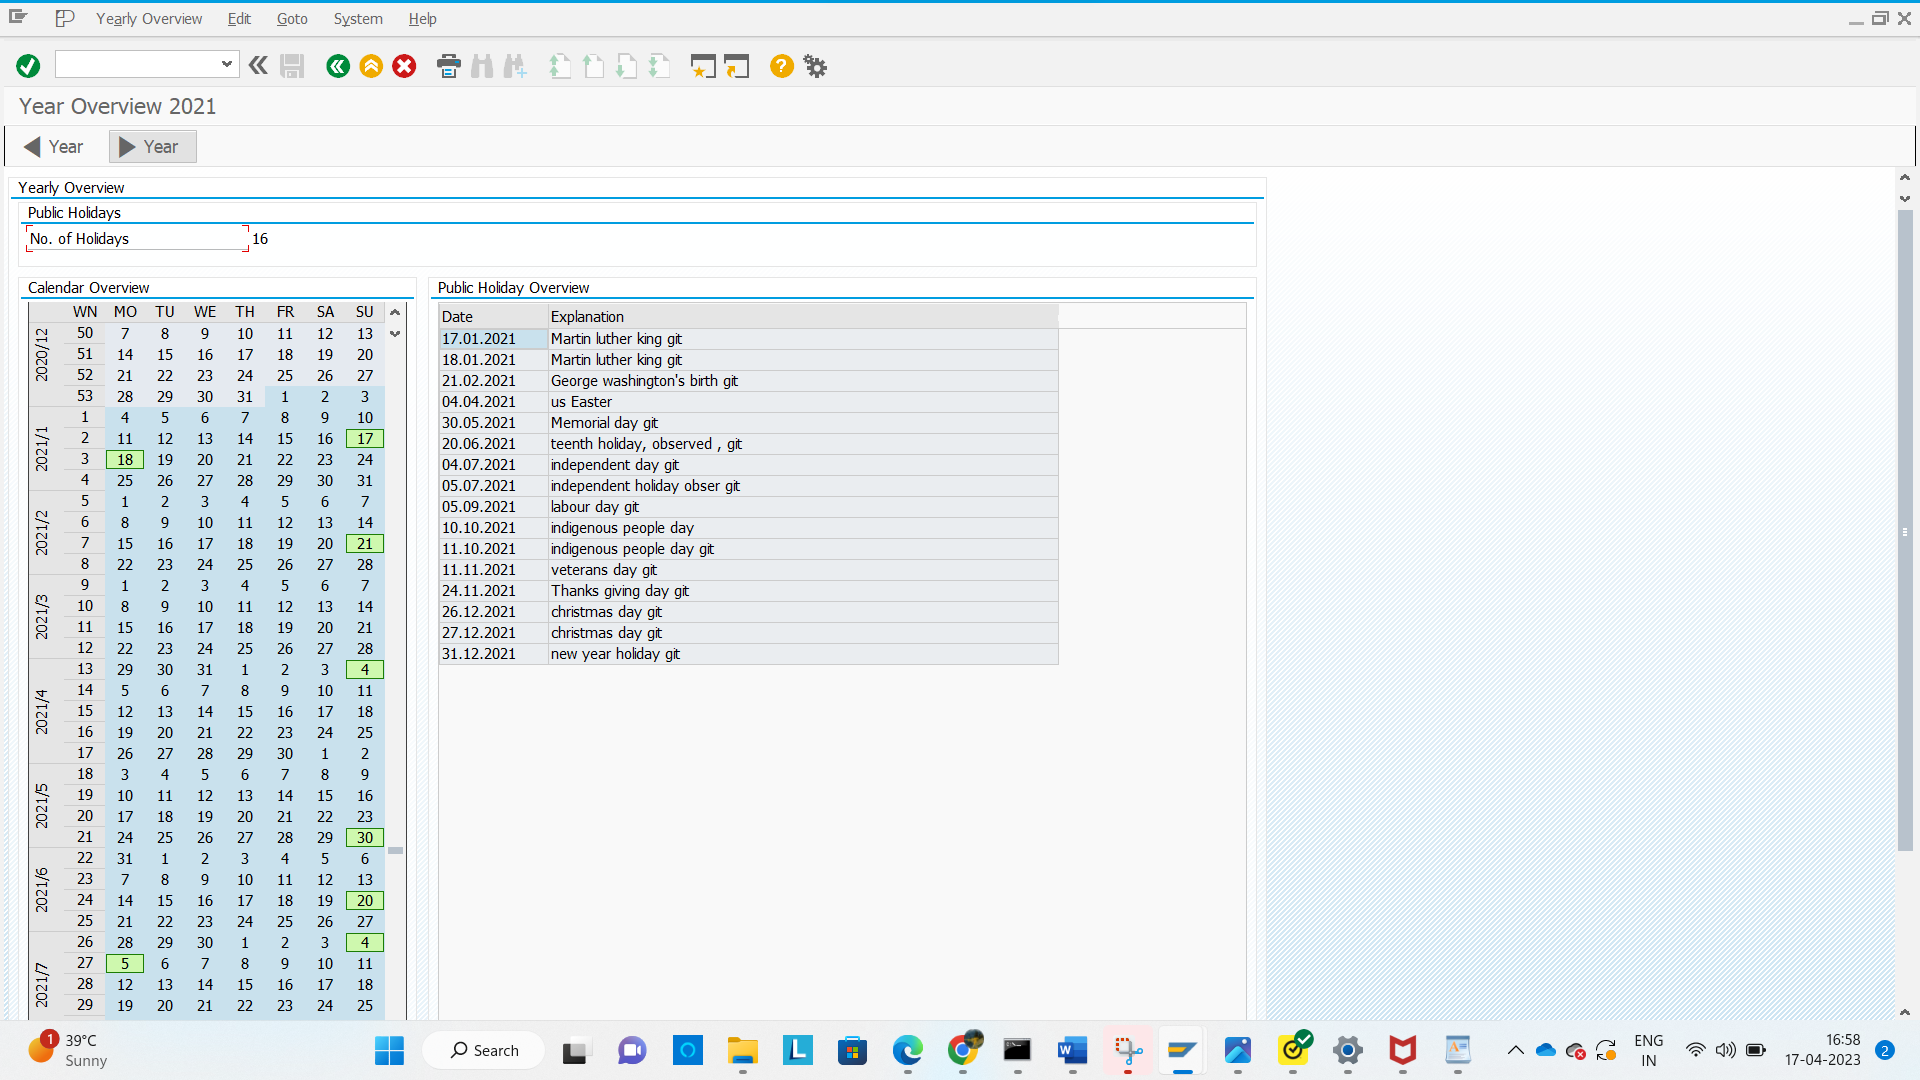 Yearly Overview Edit Goto System Help
Year Overview 2021
Year Year
Yearly Overview
Public Holidays
No. of Holidays 16
Calendar Overview
WN MO TU WE TH FR SA SU
2020/12
50 7 8 9 10 11 12 13
51 14 15 16 17 18 19 20
52 21 22 23 24 25 26 27
53 28 29 30 31 1 2 3
2021/1
1 4 5 6 7 8 9 10
2 11 12 13 14 15 16 17
3 18 19 20 21 22 23 24
4 25 26 27 28 29 30 31
2021/2
5 1 2 3 4 5 6 7
6 8 9 10 11 12 13 14
7 15 16 17 18 19 20 21
8 22 23 24 25 26 27 28
2021/3
9 1 2 3 4 5 6 7
10 8 9 10 11 12 13 14
11 15 16 17 18 19 20 21
12 22 23 24 25 26 27 28
2021/4
13 29 30 31 1 2 3 4
14 5 6 7 8 9 10 11
15 12 13 14 15 16 17 18
16 19 20 21 22 23 24 25
17 26 27 28 29 30 1 2
2021/5
18 3 4 5 6 7 8 9
19 10 11 12 13 14 15 16
20 17 18 19 20 21 22 23
21 24 25 26 27 28 29 30
2021/6
22 31 1 2 3 4 5 6
23 7 8 9 10 11 12 13
24 14 15 16 17 18 19 20
25 21 22 23 24 25 26 27
2021/7
26 28 29 30 1 2 3 4
27 5 6 7 8 9 10 11
28 12 13 14 15 16 17 18
29 19 20 21 22 23 24 25
Public Holiday Overview
Date Explanation
17.01.2021 Martin luther king git
18.01.2021 Martin luther king git
21.02.2021 George washington's birth git
04.04.2021 us Easter
30.05.2021 Memorial day git
20.06.2021 teenth holiday, observed , git
04.07.2021 independent day git
05.07.2021 independent holiday obser git
05.09.2021 labour day git
10.10.2021 indigenous people day
11.10.2021 indigenous people day git
11.11.2021 veterans day git
24.11.2021 Thanks giving day git
26.12.2021 christmas day git
27.12.2021 christmas day git
31.12.2021 new year holiday git
1
39°C
Sunny
Search
ENG
IN
16:58
17-04-2023
2